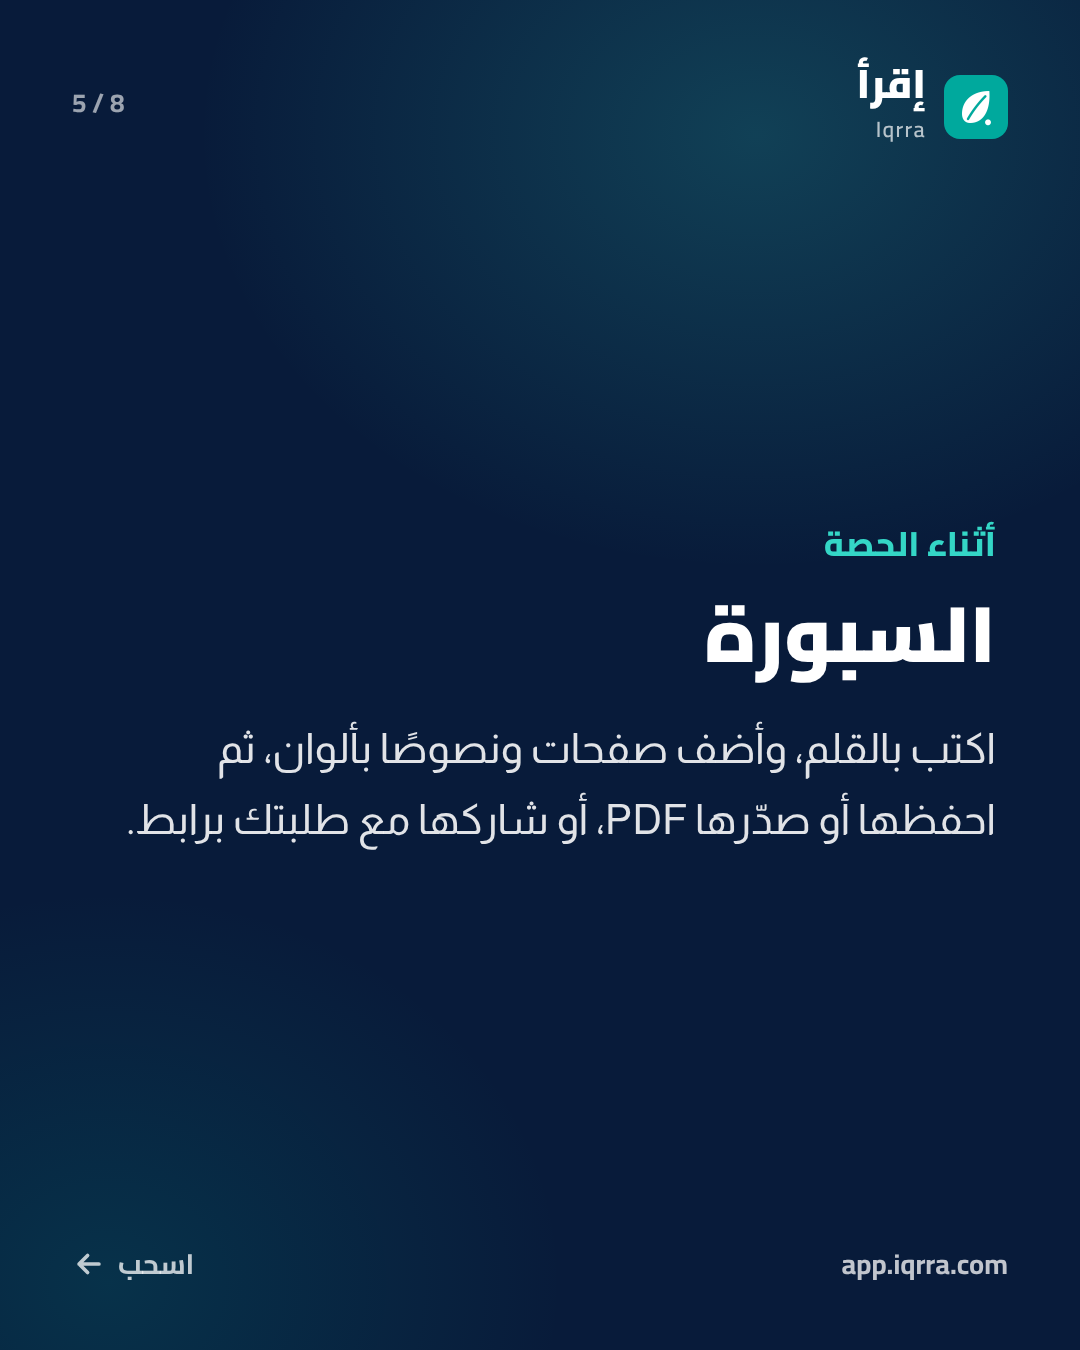 إقرأ
Iqrra
5 / 8
أثناء الحصة
السبورة
اكتب بالقلم، وأضف صفحات ونصوصًا بألوان، ثم
احفظها أو صدّرها PDF، أو شاركها مع طلبتك برابط.
app.iqrra.com
اسحب ←